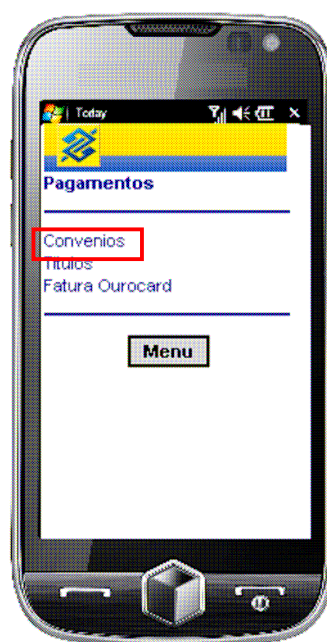 Today
Pagamentos
Convenios
Titulos
Fatura Ourocard
Menu